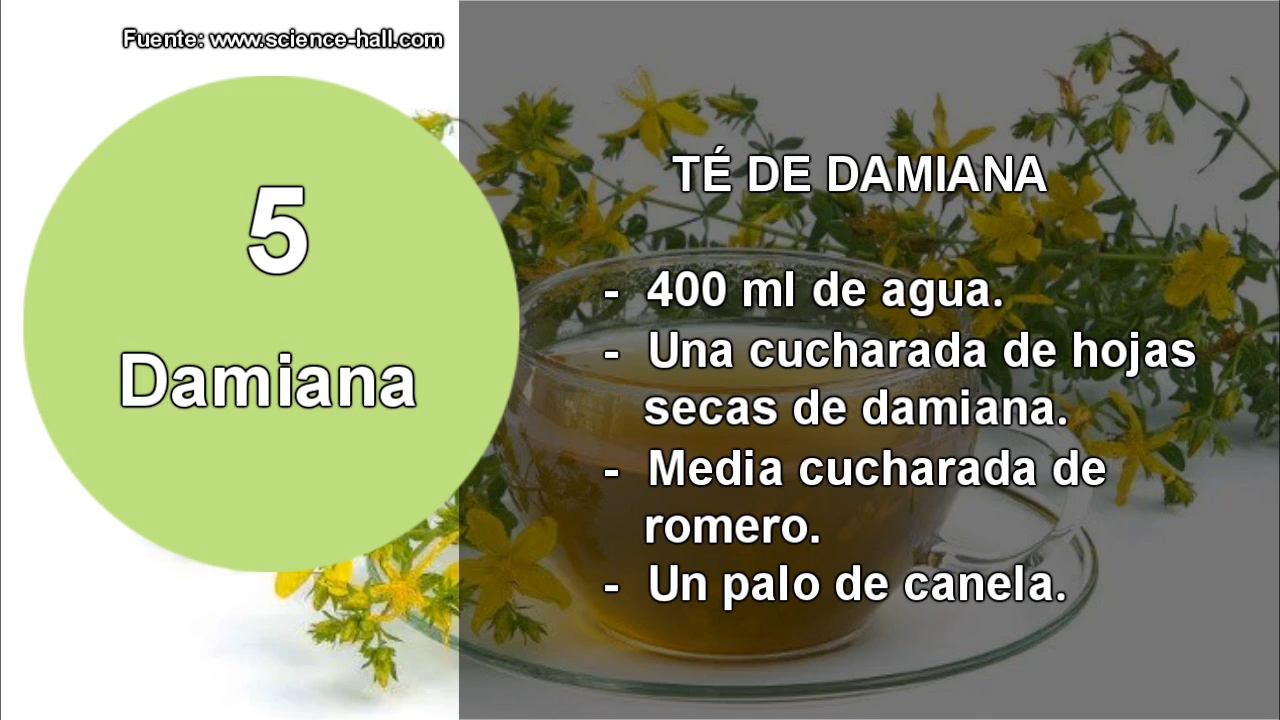 Fuente: www.science-hall.com
5
Damiana
TÉ DE DAMIANA
- 400 ml de agua.
- Una cucharada de hojas
secas de damiana.
- Media cucharada de
romero.
- Un palo de canela.